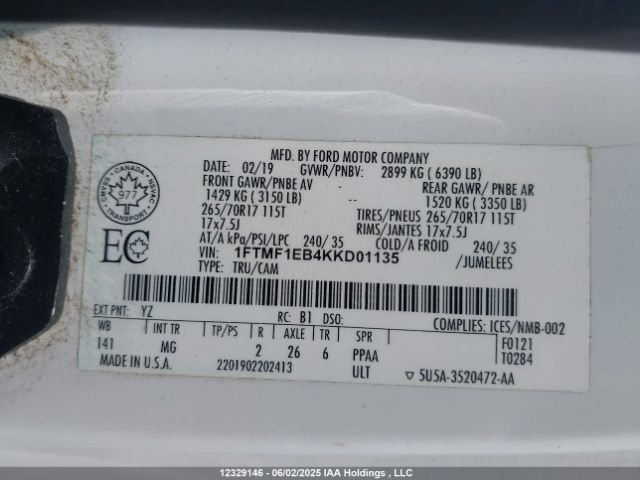 MFD. BY FORD MOTOR COMPANY
DATE: 02/19 GVWR/PNBV: 2899 KG ( 6390 LB)
FRONT GAWR/PNBE AV REAR GAWR/ PNBE AR
1429 KG ( 3150 LB) -- 1520 KG ( 3350 LB)
265/70R17 115T TIRES/PNEUS 265/70R17 115T
17x7.5J RIMS/JANTES 17x7.5J
AT/A kPa/PSI/LPC 240/ 35 COLD/A FROID 240/ 35
VIN: 1FTMF1EB4KKD01135 /JUMELEES
TYPE: TRU/CAM
CMVSS · CANADA · NSVAC
977
TRANSPORT
EC
EXT PNT: YZ RC: B1 DSO: COMPLIES: ICES/NMB-002
WB INT TR TP/PS R AXLE TR SPR F0121
141 MG 2 26 6 PPAA T0284
MADE IN U.S.A. 2201902202413 ULT ▽ 5U5A-3520472-AA
12329146 - 06/02/2025 IAA Holdings , LLC